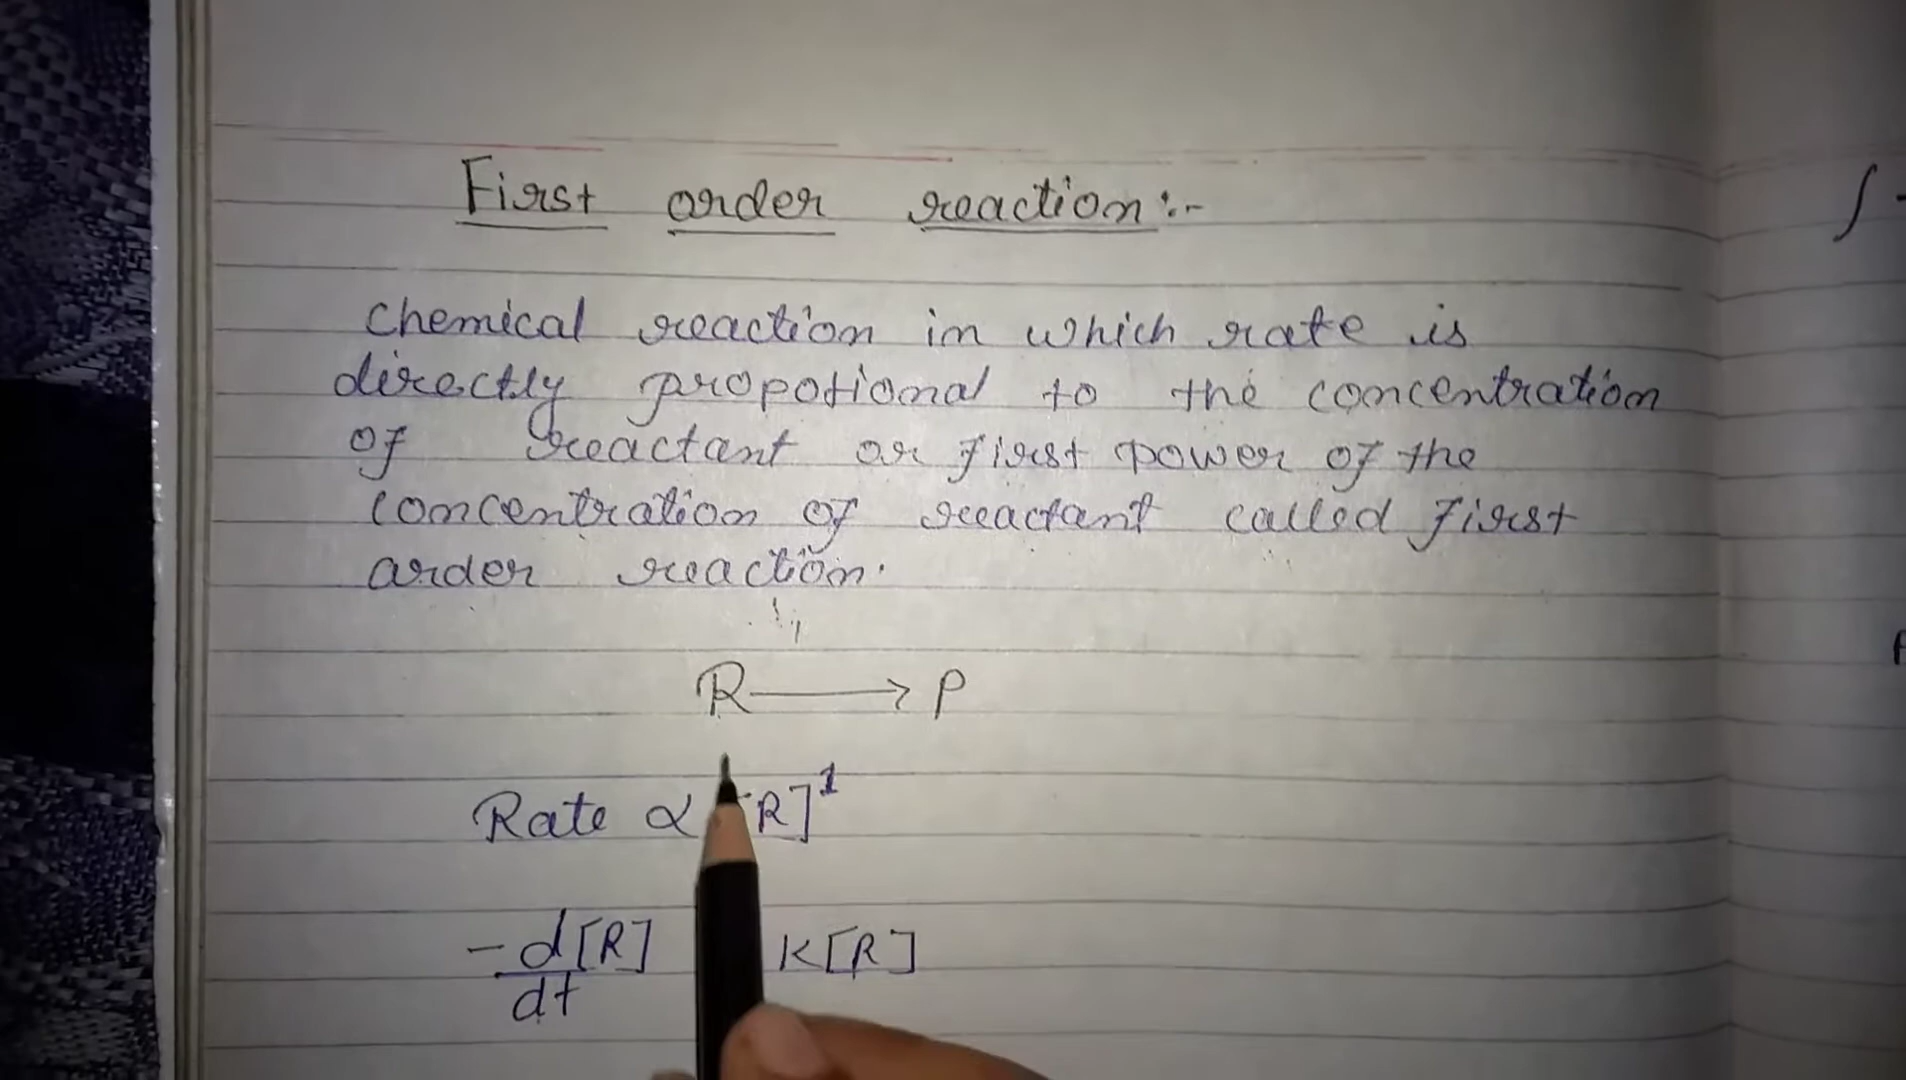 First order reaction:-
chemical reaction in which rate is
directly propotional to the concentration
of reactant or first power of the
concentration of reactant called first
arder reaction.
R ⟶ P
Rate ∝ [R]¹
-d[R]/dt K[R]
∫ -